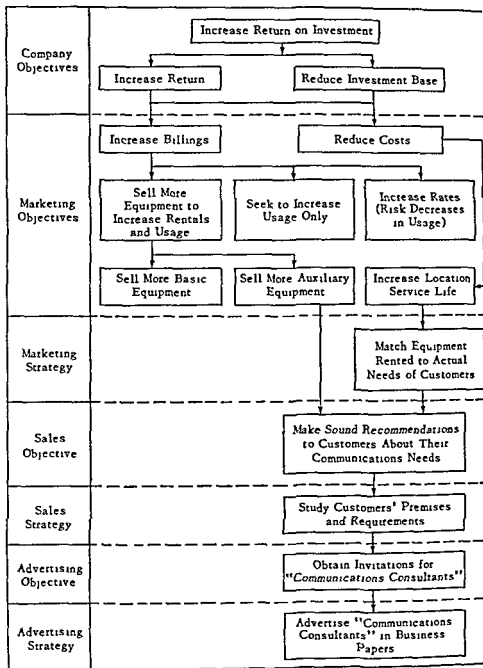 Company
Objectives
Increase Return on Investment
Increase Return
Reduce Investment Base
Marketing
Objectives
Increase Billings
Reduce Costs
Sell More
Equipment to
Increase Rentals
and Usage
Seek to Increase
Usage Only
Increase Rates
(Risk Decreases
in Usage)
Sell More Basic
Equipment
Sell More Auxiliary
Equipment
Increase Location
Service Life
Marketing
Strategy
Match Equipment
Rented to Actual
Needs of Customers
Sales
Objective
Make Sound Recommendations
to Customers About Their
Communications Needs
Sales
Strategy
Study Customers' Premises
and Requirements
Advertising
Objective
Obtain Invitations for
"Communications Consultants"
Advertising
Strategy
Advertise "Communications
Consultants" in Business
Papers